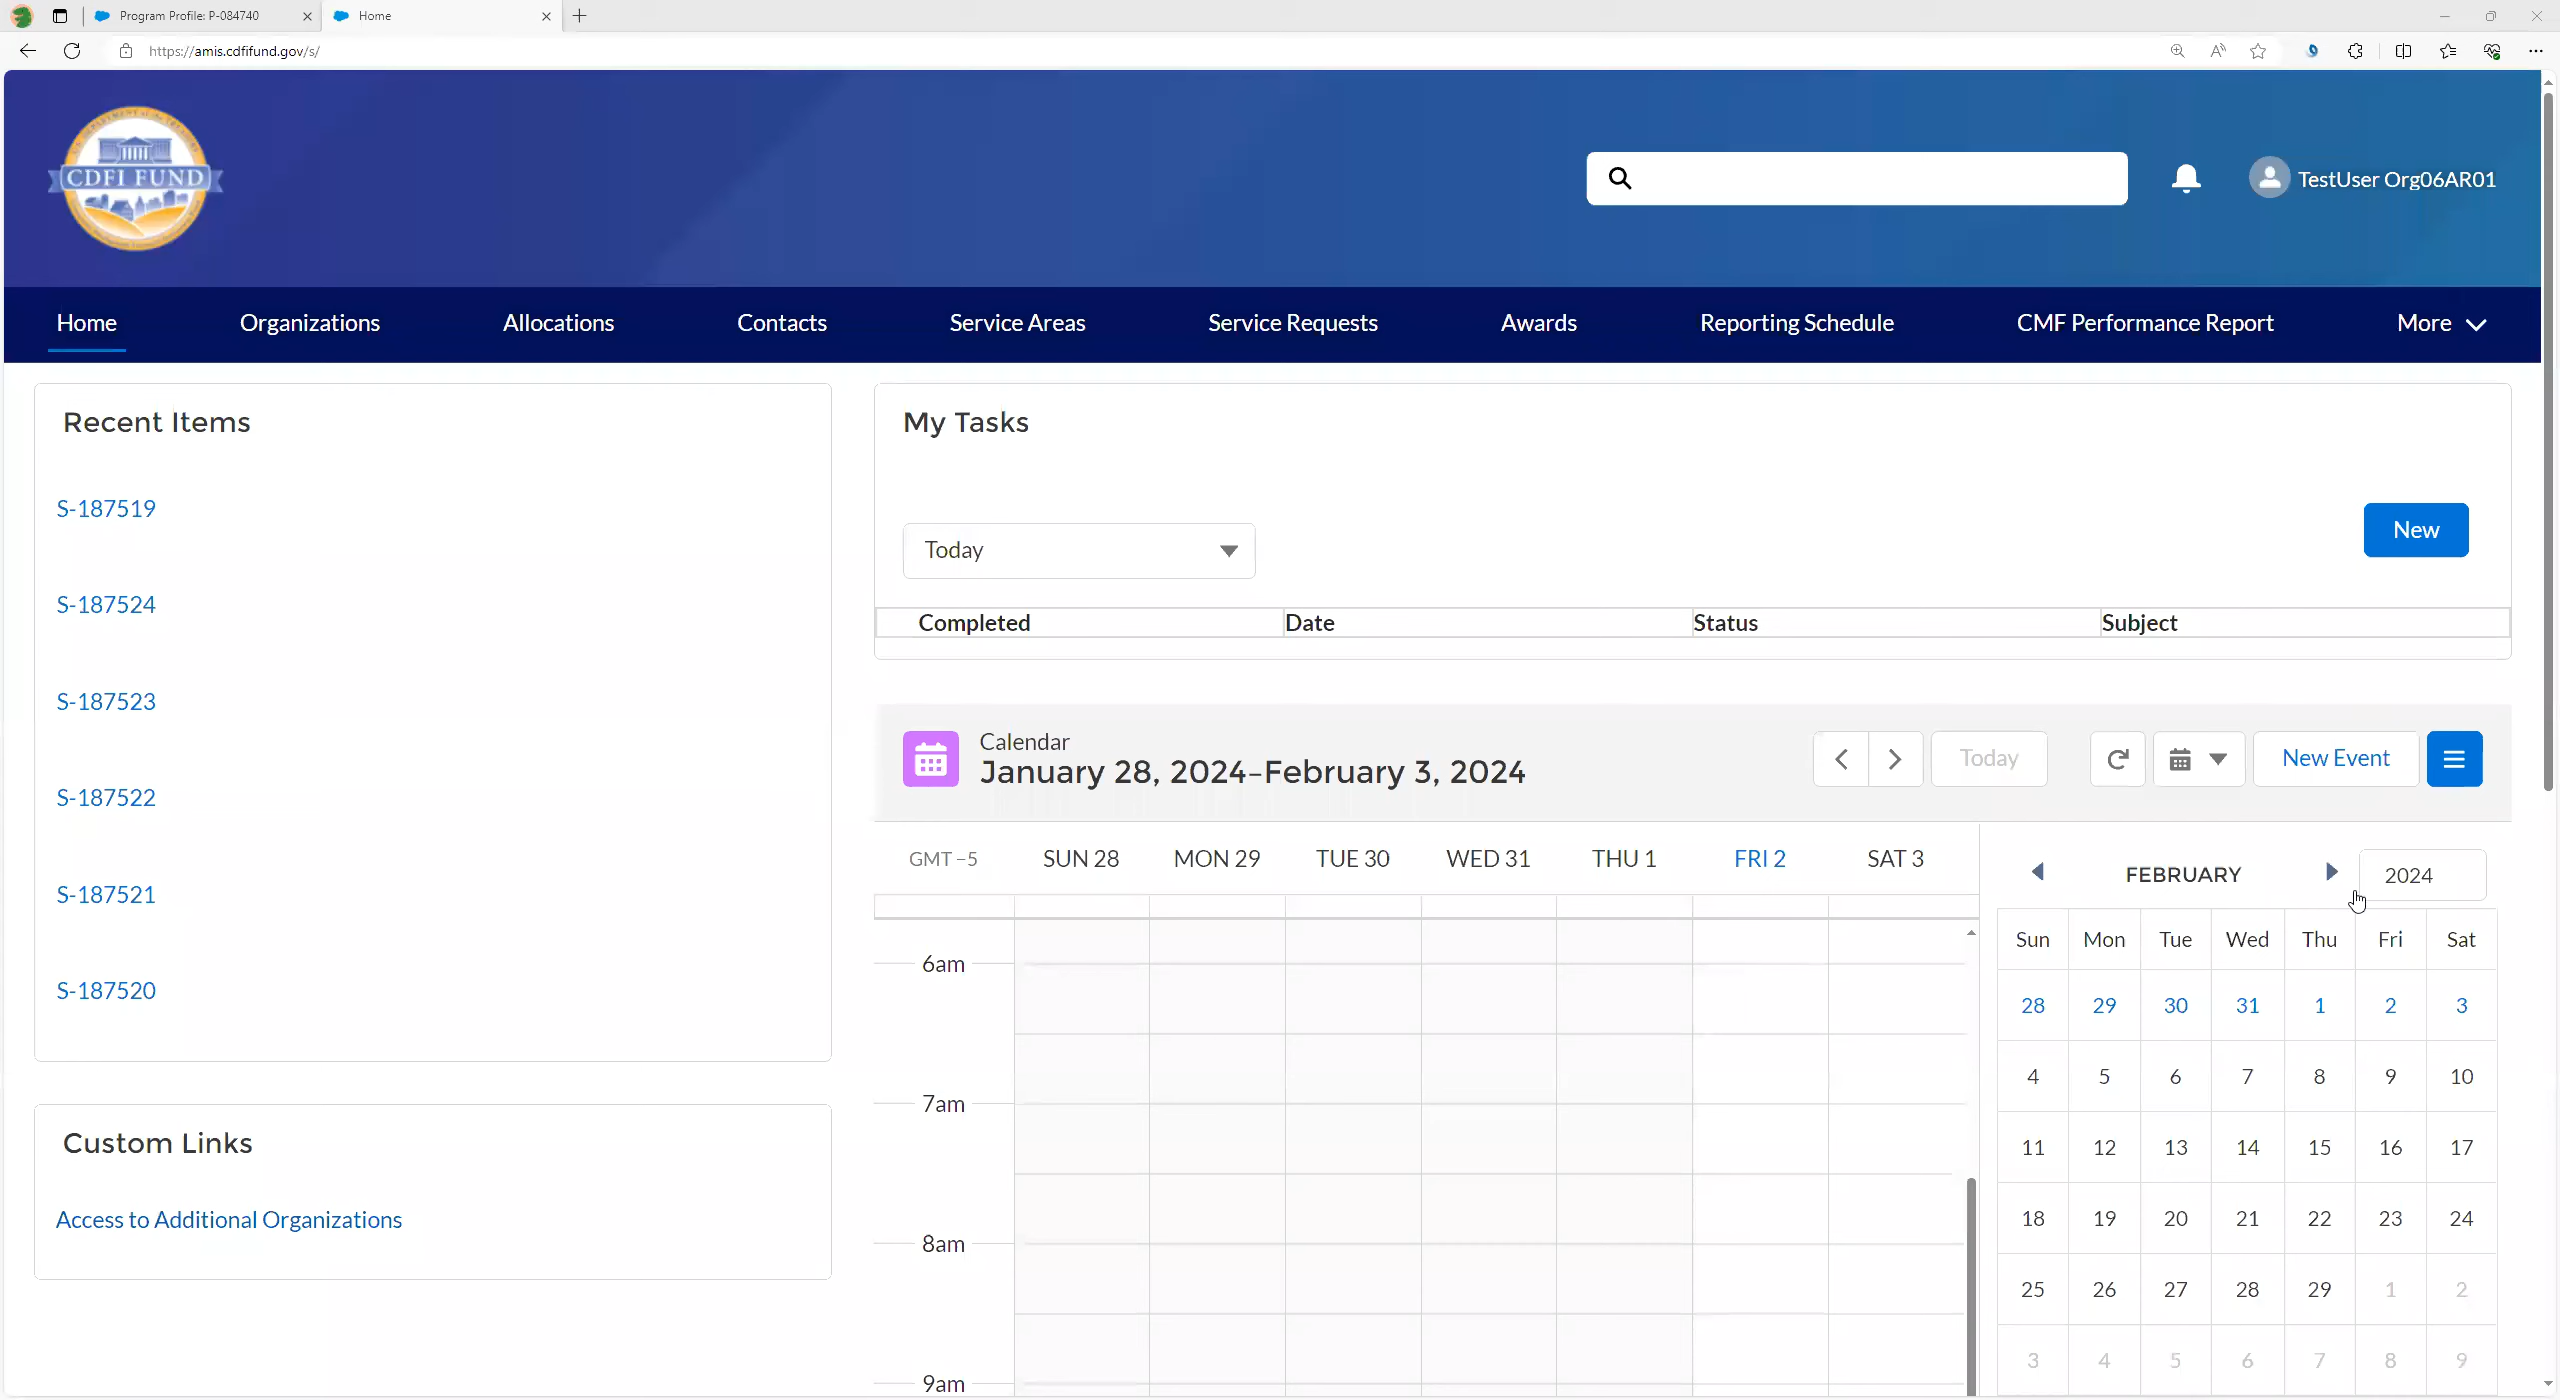 Program Profile: P-084740
Home
https://amis.cdfifund.gov/s/
CDFI FUND
TestUser Org06AR01
Home Organizations Allocations Contacts Service Areas Service Requests Awards Reporting Schedule CMF Performance Report More
Recent Items
S-187519
S-187524
S-187523
S-187522
S-187521
S-187520
Custom Links
Access to Additional Organizations
My Tasks
New
Today
Completed Date Status Subject
Calendar
January 28, 2024–February 3, 2024
Today
New Event
GMT −5 SUN 28 MON 29 TUE 30 WED 31 THU 1 FRI 2 SAT 3
6am
7am
8am
9am
FEBRUARY 2024
Sun Mon Tue Wed Thu Fri Sat
28 29 30 31 1 2 3
4 5 6 7 8 9 10
11 12 13 14 15 16 17
18 19 20 21 22 23 24
25 26 27 28 29 1 2
3 4 5 6 7 8 9